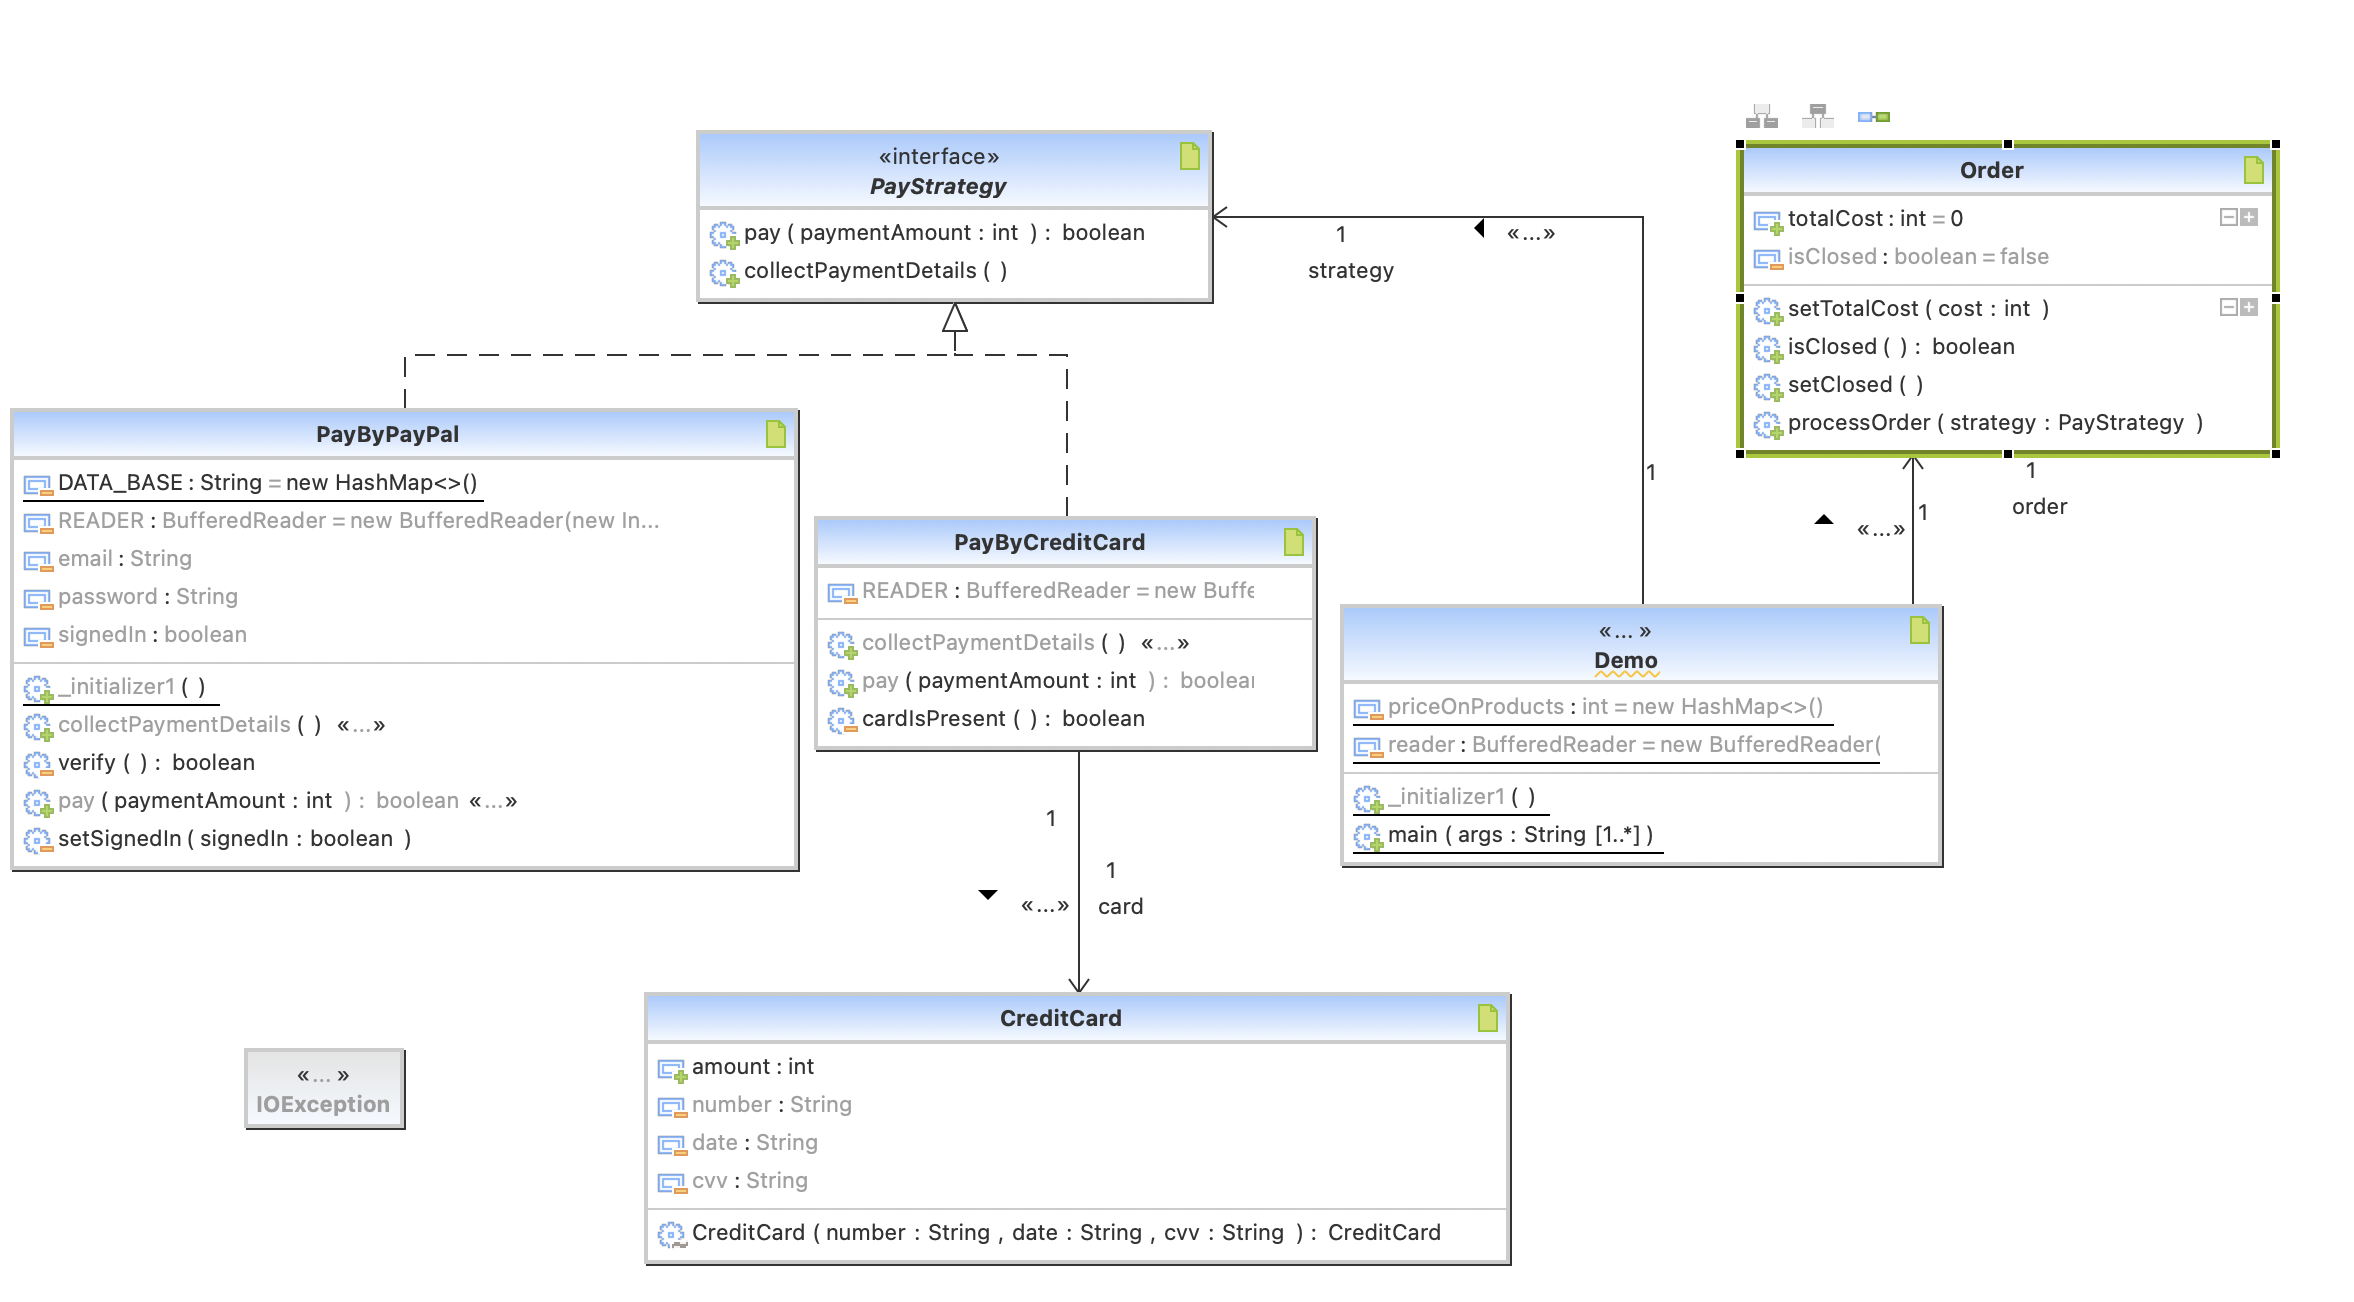 «interface»
PayStrategy
pay ( paymentAmount : int ) : boolean
collectPaymentDetails ( )
1
strategy
«...»
1
Order
totalCost : int = 0
isClosed : boolean = false
setTotalCost ( cost : int )
isClosed ( ) : boolean
setClosed ( )
processOrder ( strategy : PayStrategy )
1
order
1
«...»
PayByPayPal
DATA_BASE : String = new HashMap<>()
READER : BufferedReader = new BufferedReader(new In...
email : String
password : String
signedIn : boolean
_initializer1 ( )
collectPaymentDetails ( ) «...»
verify ( ) : boolean
pay ( paymentAmount : int ) : boolean «...»
setSignedIn ( signedIn : boolean )
PayByCreditCard
READER : BufferedReader = new Buffe
collectPaymentDetails ( ) «...»
pay ( paymentAmount : int ) : boolear
cardIsPresent ( ) : boolean
«... »
Demo
priceOnProducts : int = new HashMap<>()
reader : BufferedReader = new BufferedReader(
_initializer1 ( )
main ( args : String [1..*] )
1
1
«...»
card
CreditCard
amount : int
number : String
date : String
cvv : String
CreditCard ( number : String , date : String , cvv : String ) : CreditCard
«... »
IOException